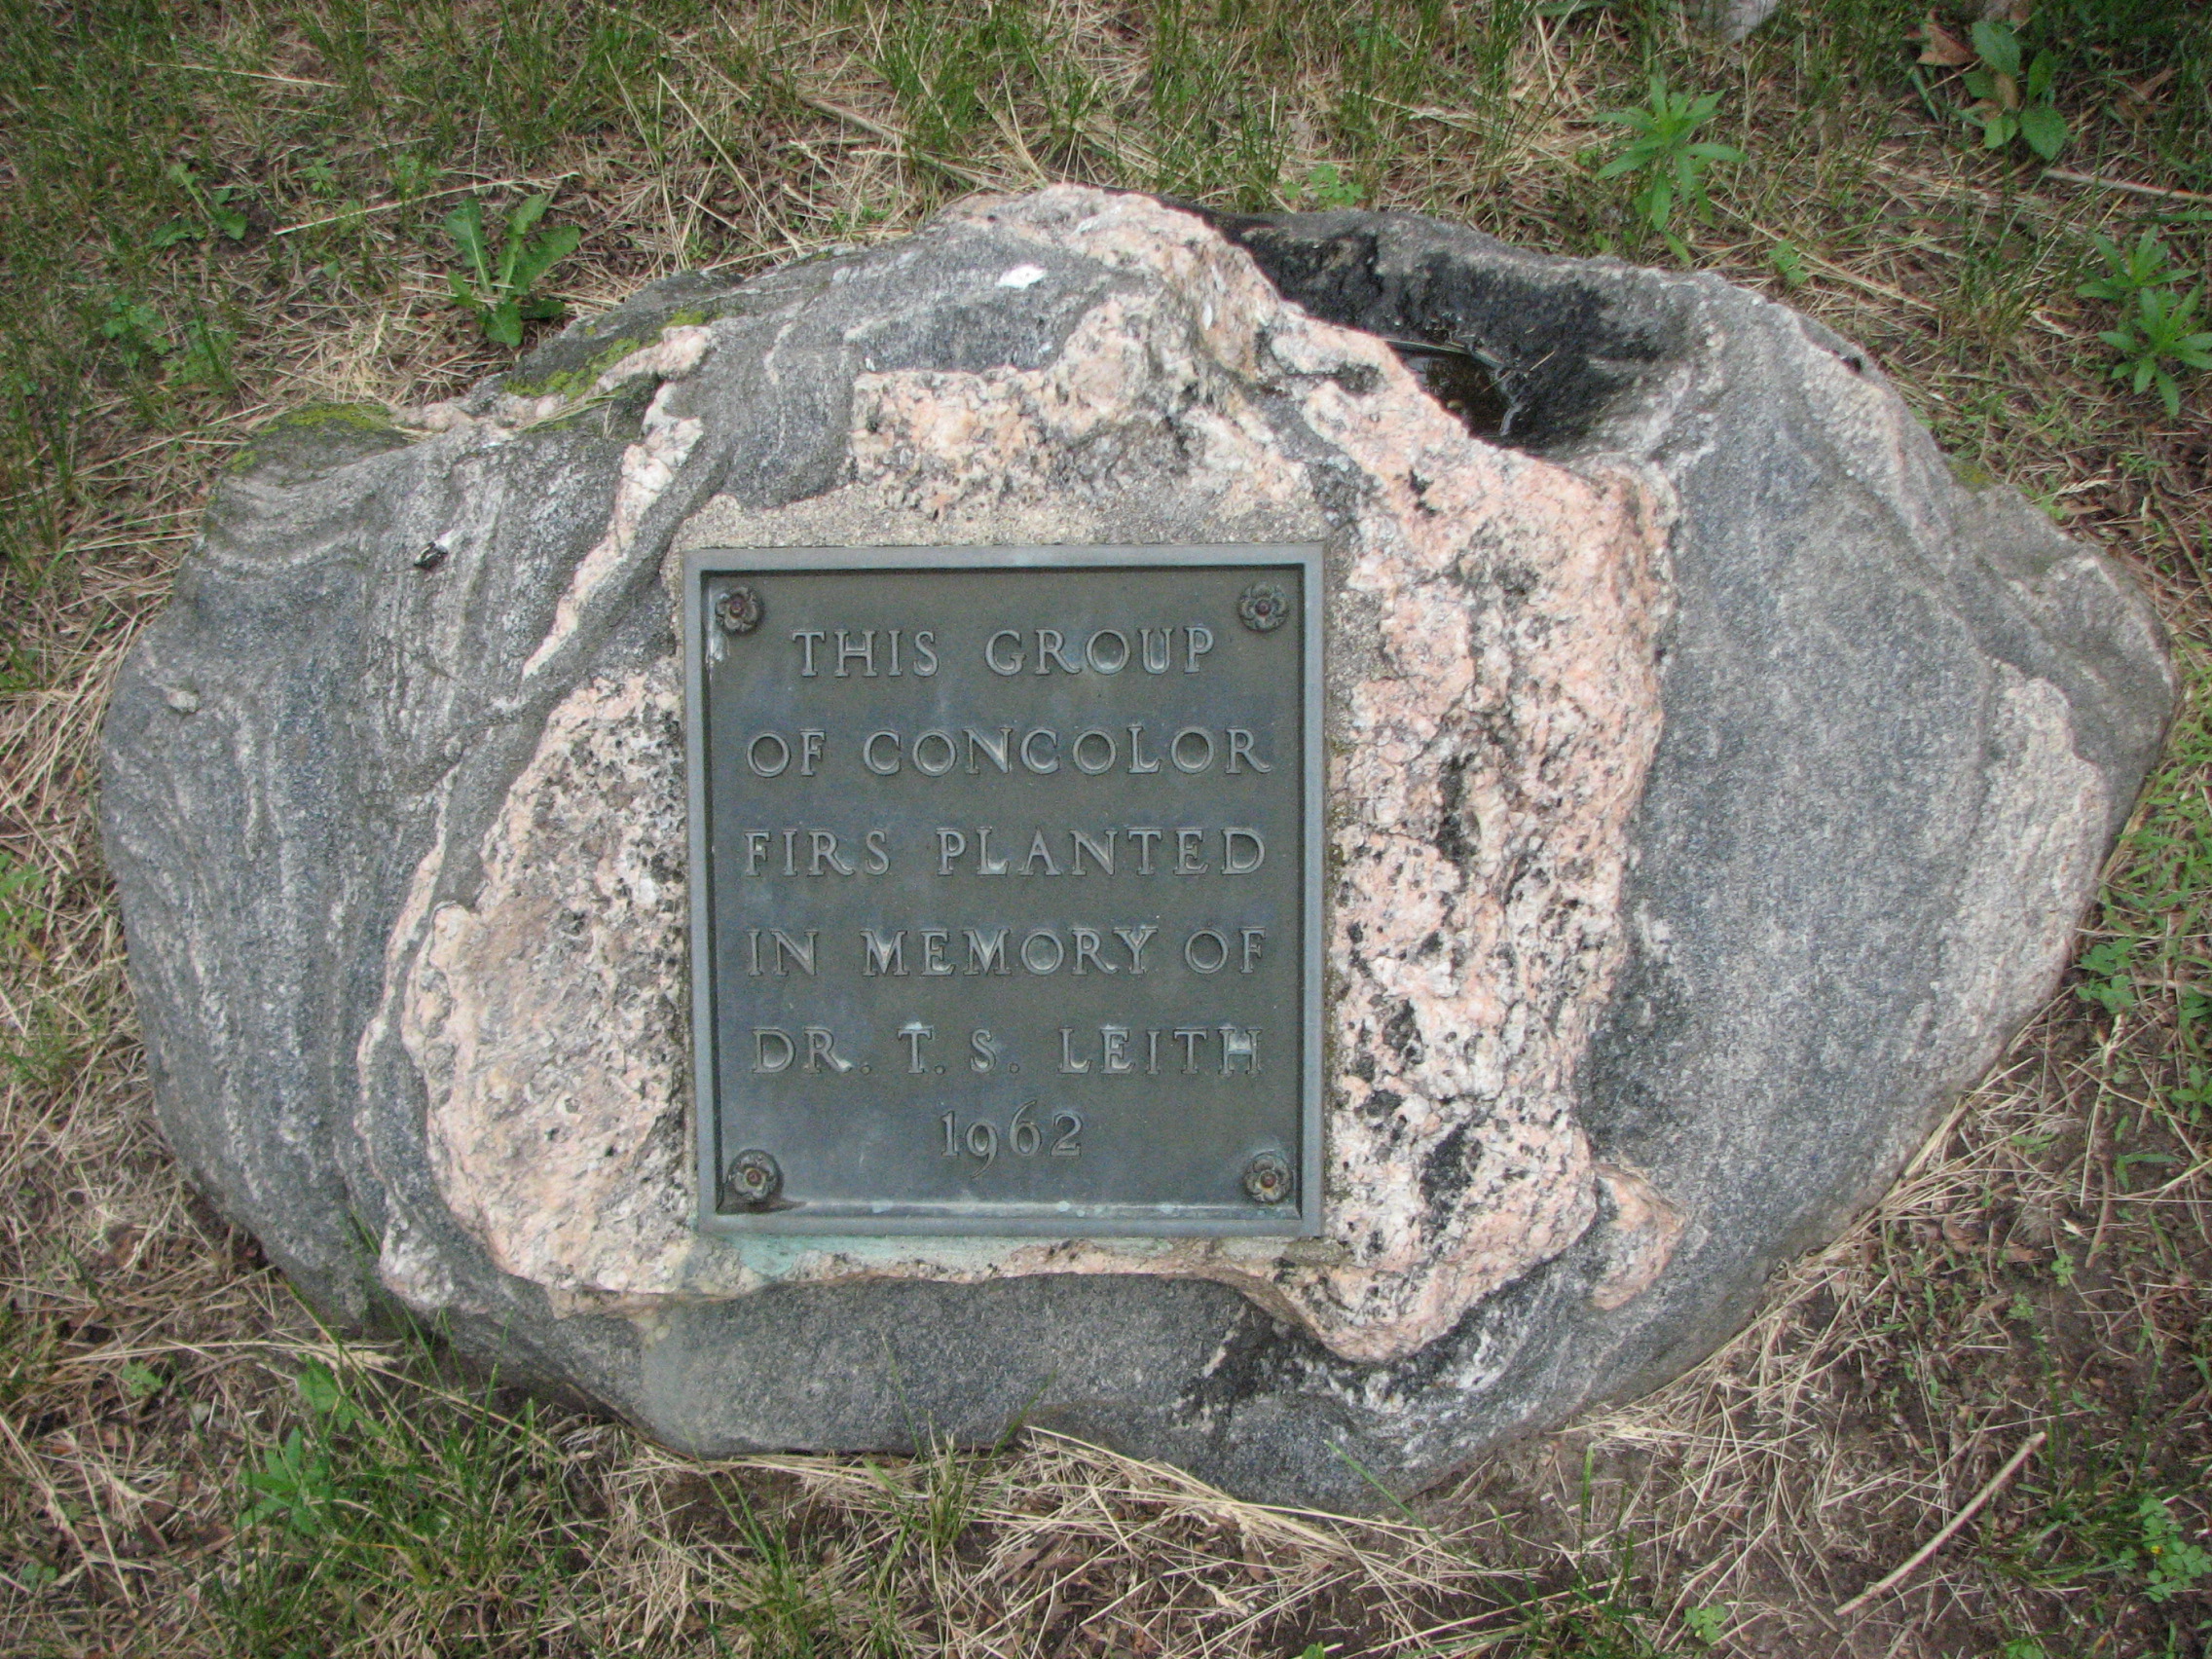 THIS GROUP
OF CONCOLOR
FIRS PLANTED
IN MEMORY OF
DR. T. S. LEITH
1962